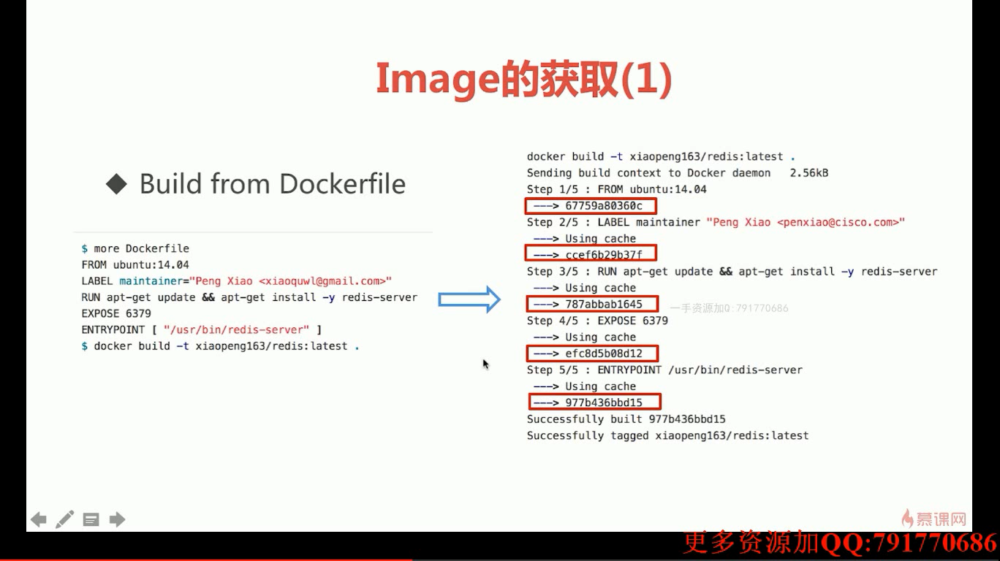 Image的获取(1)
◆ Build from Dockerfile
$ more Dockerfile
FROM ubuntu:14.04
LABEL maintainer="Peng Xiao <xiaoquwl@gmail.com>"
RUN apt-get update && apt-get install -y redis-server
EXPOSE 6379
ENTRYPOINT [ "/usr/bin/redis-server" ]
$ docker build -t xiaopeng163/redis:latest .
docker build -t xiaopeng163/redis:latest .
Sending build context to Docker daemon 2.56kB
Step 1/5 : FROM ubuntu:14.04
---> 67759a80360c
Step 2/5 : LABEL maintainer "Peng Xiao <penxiao@cisco.com>"
---> Using cache
---> ccef6b29b37f
Step 3/5 : RUN apt-get update && apt-get install -y redis-server
---> Using cache
---> 787abbab1645
一手资源加Q:791770686
Step 4/5 : EXPOSE 6379
---> Using cache
---> efc8d5b08d12
Step 5/5 : ENTRYPOINT /usr/bin/redis-server
---> Using cache
---> 977b436bbd15
Successfully built 977b436bbd15
Successfully tagged xiaopeng163/redis:latest
慕课网
更多资源加QQ:791770686